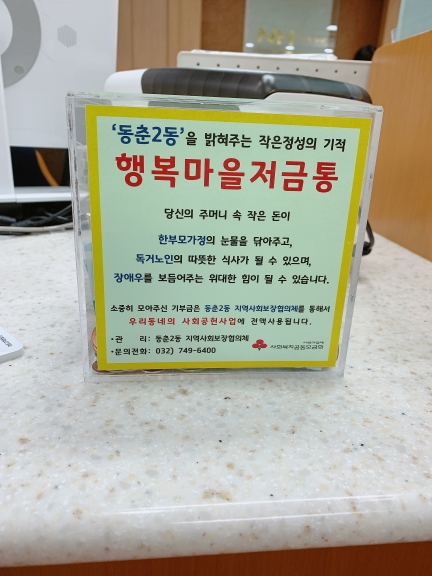 '동춘2동'을 밝혀주는 작은정성의 기적
행복마을저금통
당신의 주머니 속 작은 돈이
한부모가정의 눈물을 닦아주고,
독거노인의 따뜻한 식사가 될 수 있으며,
장애우를 보듬어주는 위대한 힘이 될 수 있습니다.
소중히 모아주신 기부금은 동춘2동 지역사회보장협의체를 통해서
우리동네의 사회공헌사업에 전액사용됩니다.
•관 리: 동춘2동 지역사회보장협의체
•문의전화: 032) 749-6400
사회복지공동모금회